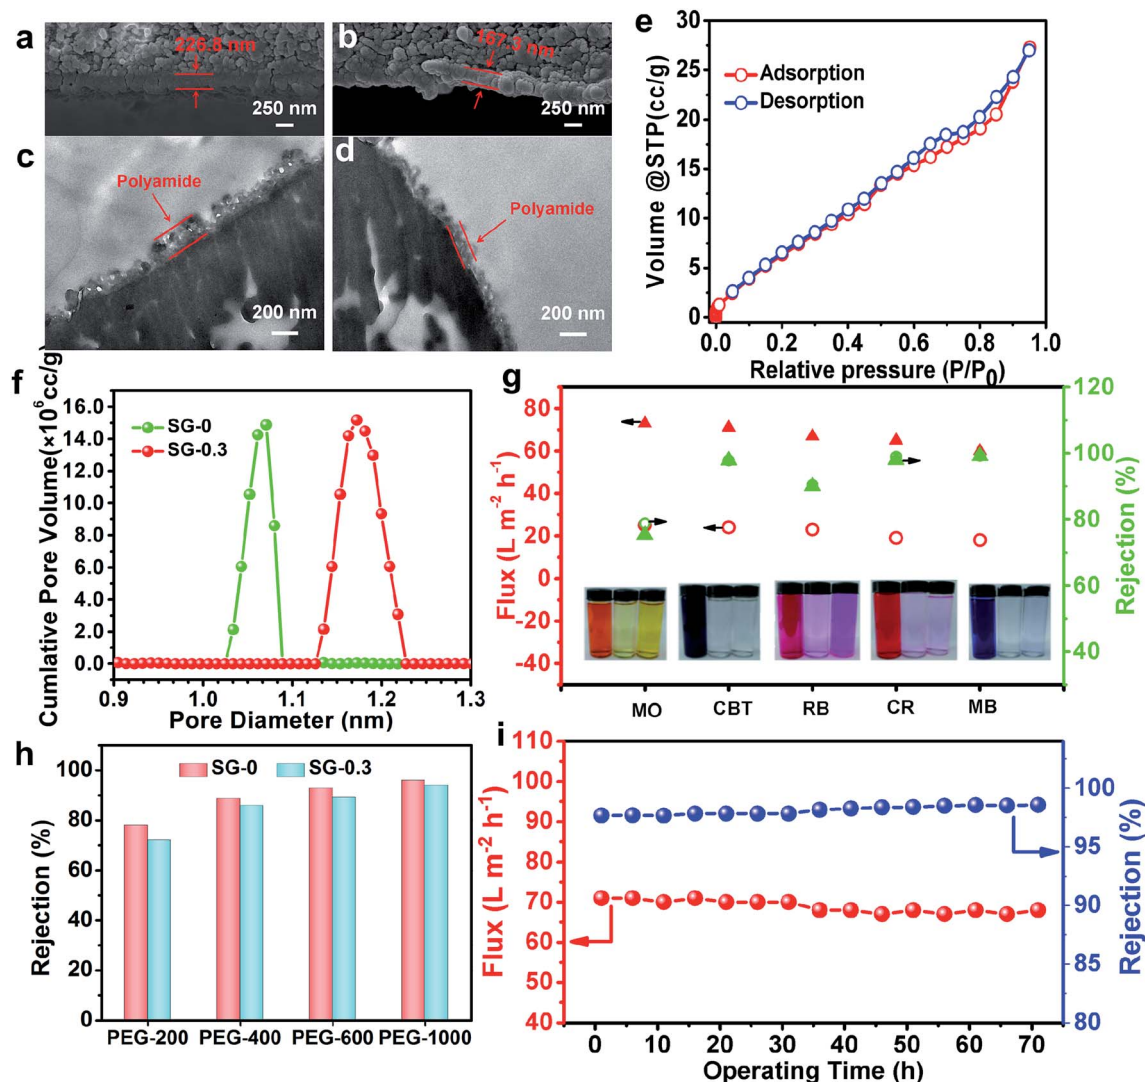 a
226.8 nm
250 nm
b
187.3 nm
250 nm
c
Polyamide
200 nm
d
Polyamide
200 nm
e
Volume @STP(cc/g)
30
25
20
15
10
5
0
Adsorption
Desorption
0.0 0.2 0.4 0.6 0.8 1.0
Relative pressure (P/P0)
f
Cumlative Pore Volume(×10⁶cc/g)
16.0
14.0
12.0
10.0
8.0
6.0
4.0
2.0
0.0
SG-0
SG-0.3
0.9 1.0 1.1 1.2 1.3
Pore Diameter (nm)
g
Flux (L m⁻² h⁻¹)
80
60
40
20
0
-20
-40
120
100
80
60
40
Rejection (%)
MO CBT RB CR MB
h
Rejection (%)
100
80
60
40
20
0
SG-0 SG-0.3
PEG-200 PEG-400 PEG-600 PEG-1000
i
Flux (L m⁻² h⁻¹)
110
100
90
80
70
60
50
40
100
97.5
95
92.5
90
85
80
Rejection (%)
0 10 20 30 40 50 60 70
Operating Time (h)